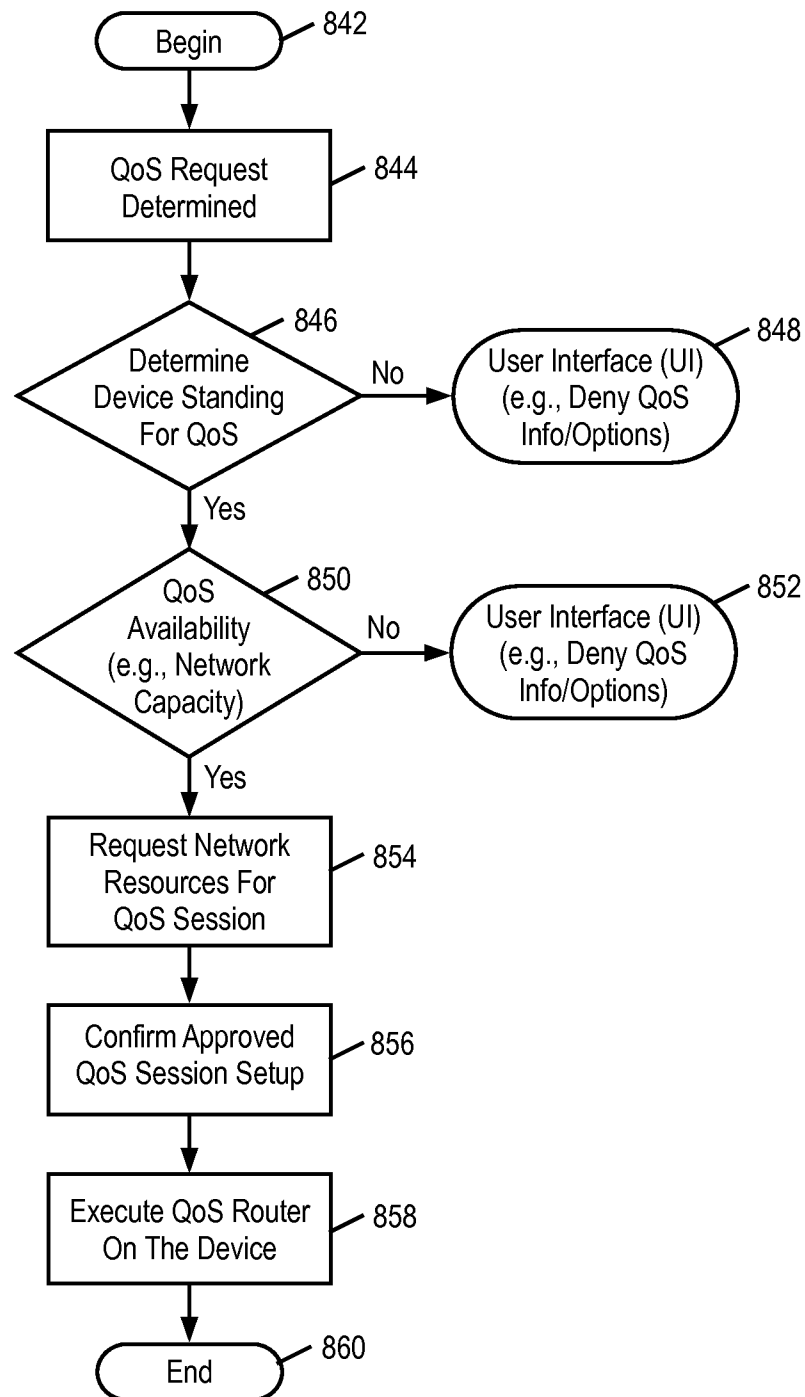 Begin
842
QoS Request
Determined
844
846
Determine
Device Standing
For QoS
No
User Interface (UI)
(e.g., Deny QoS
Info/Options)
848
Yes
850
QoS
Availability
(e.g., Network
Capacity)
No
User Interface (UI)
(e.g., Deny QoS
Info/Options)
852
Yes
Request Network
Resources For
QoS Session
854
Confirm Approved
QoS Session Setup
856
Execute QoS Router
On The Device
858
End
860